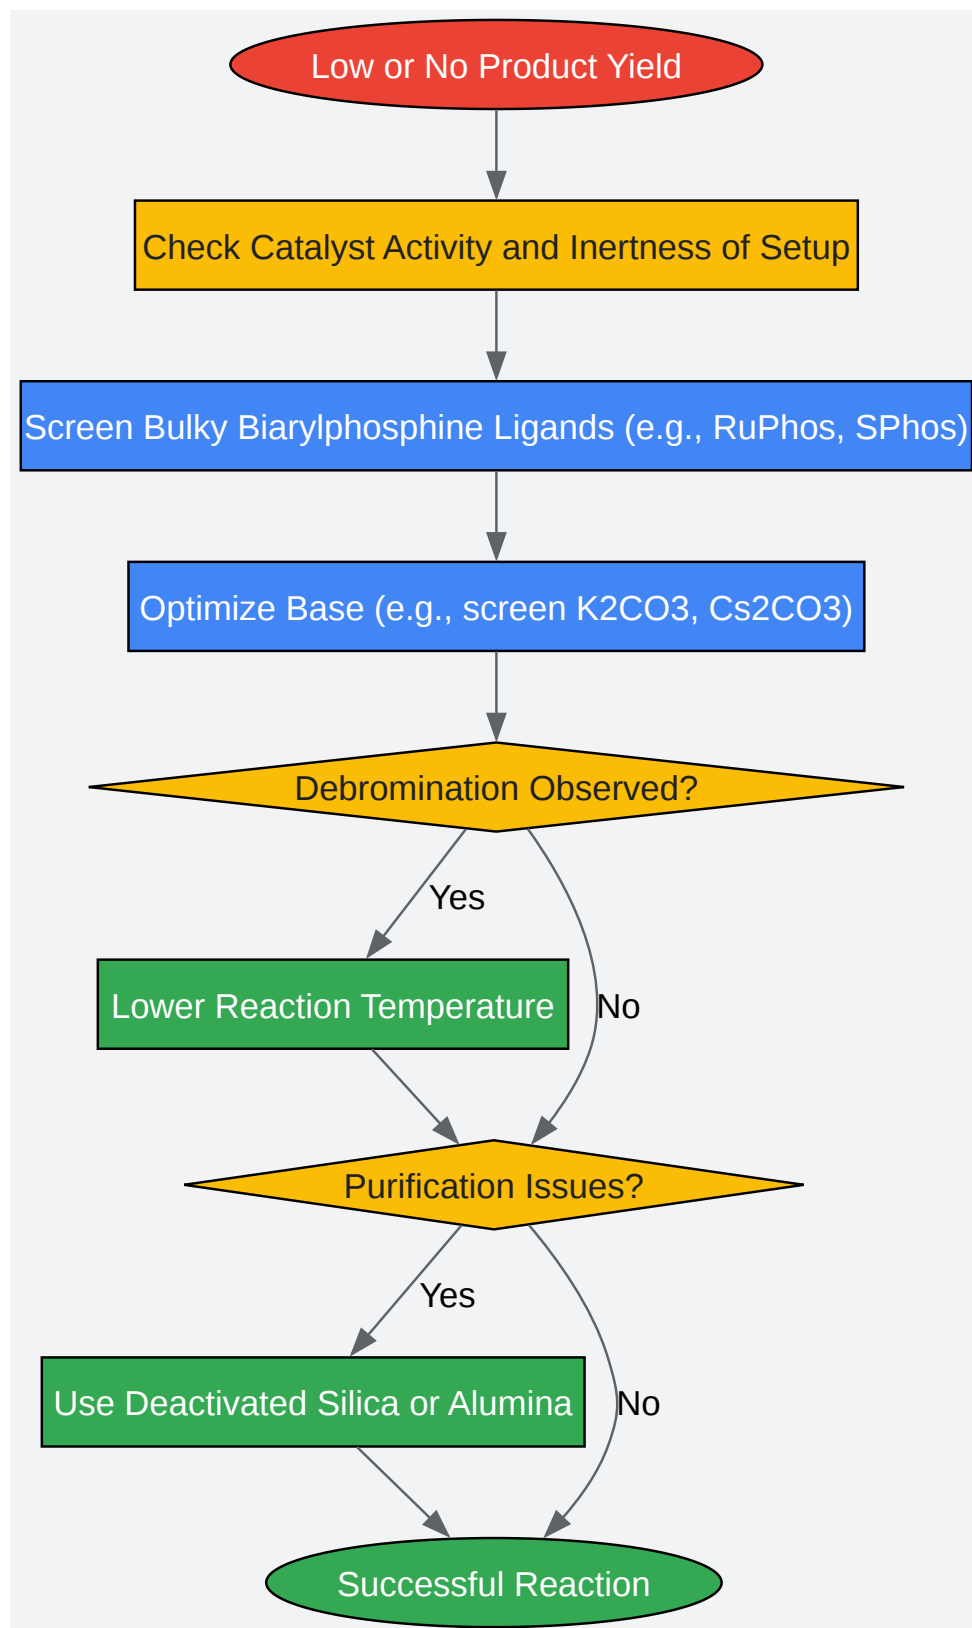 Low or No Product Yield
Check Catalyst Activity and Inertness of Setup
Screen Bulky Biarylphosphine Ligands (e.g., RuPhos, SPhos)
Optimize Base (e.g., screen K2CO3, Cs2CO3)
Debromination Observed?
Yes
Lower Reaction Temperature
No
Purification Issues?
Yes
Use Deactivated Silica or Alumina
No
Successful Reaction